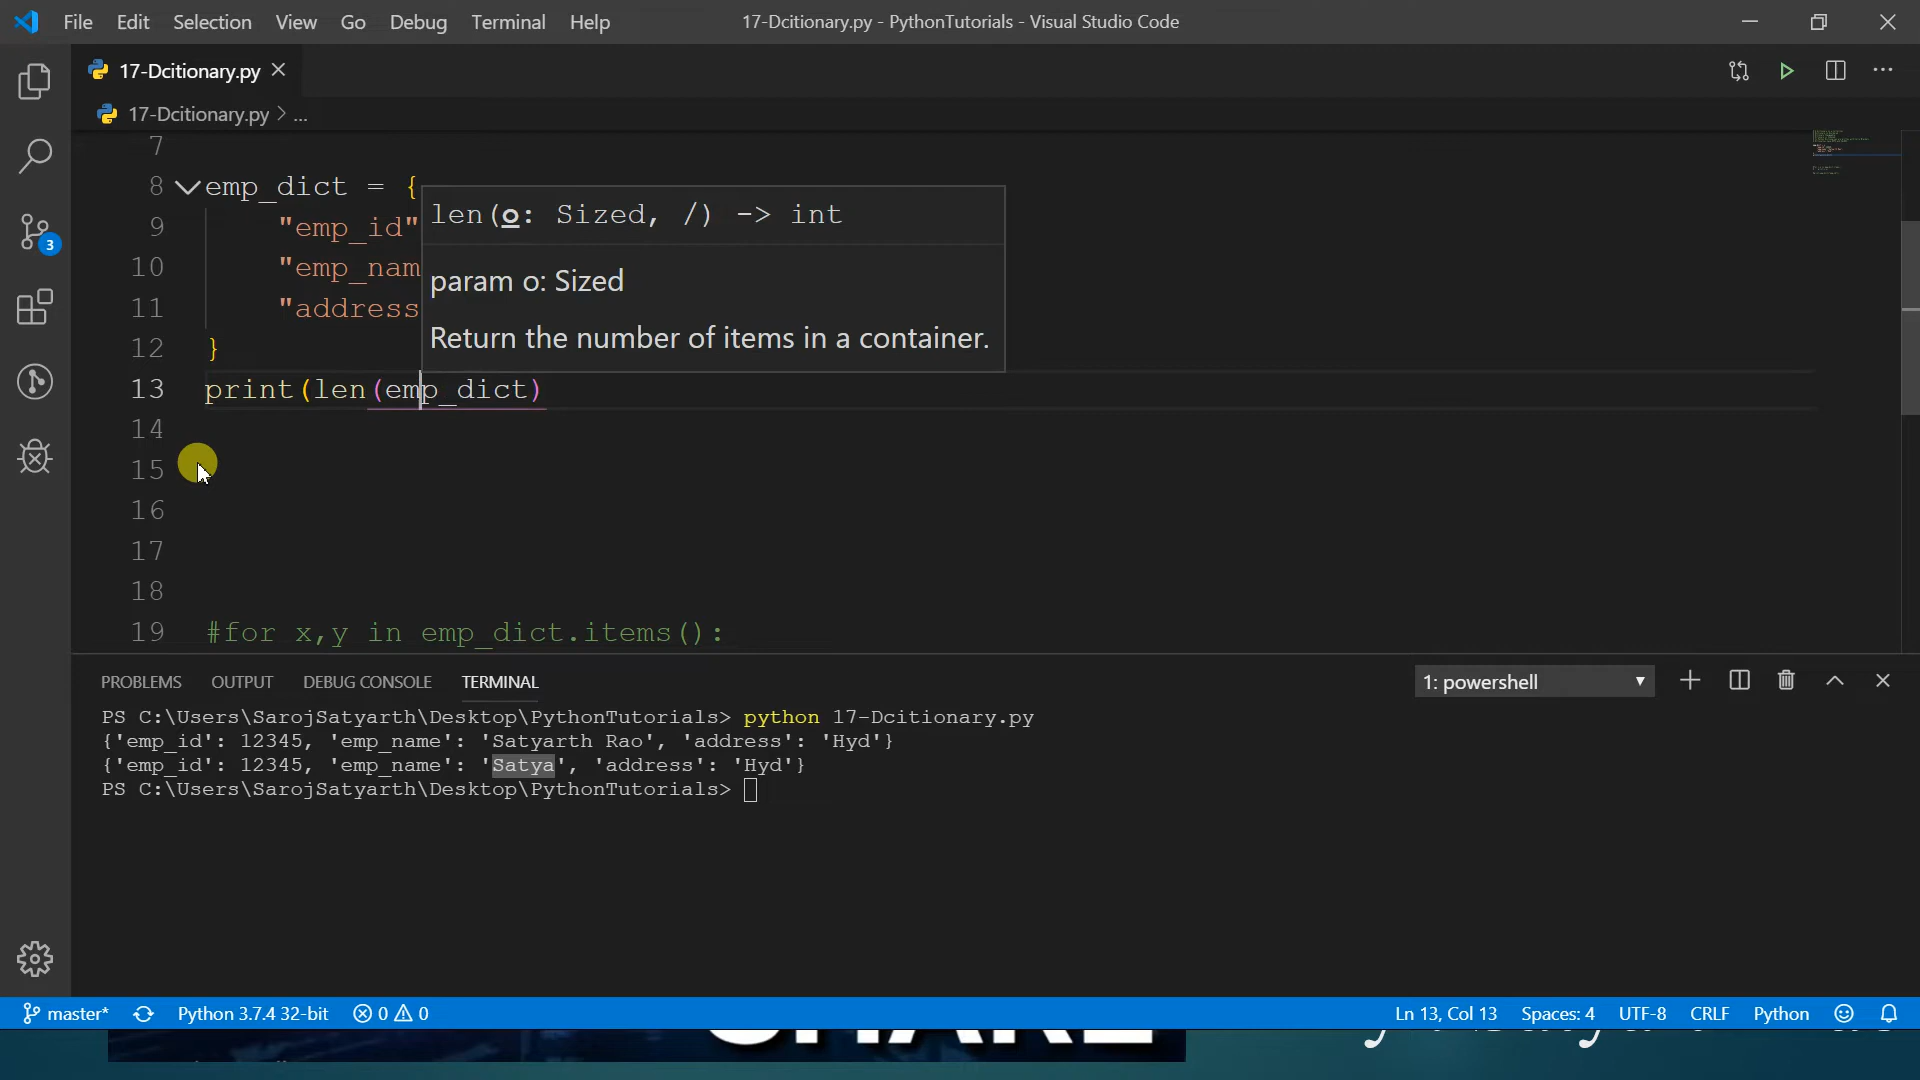 File Edit Selection View Go Debug Terminal Help
17-Dcitionary.py - PythonTutorials - Visual Studio Code
17-Dcitionary.py
17-Dcitionary.py > ...
7
8 emp_dict = {
9 "emp_id"
10 "emp_nam
11 "address
12 }
13 print(len(emp_dict)
14
15
16
17
18
19 #for x,y in emp_dict.items():
len(o: Sized, /) -> int
param o: Sized
Return the number of items in a container.
3
PROBLEMS OUTPUT DEBUG CONSOLE TERMINAL
1: powershell
PS C:\Users\SarojSatyarth\Desktop\PythonTutorials> python 17-Dcitionary.py
{'emp_id': 12345, 'emp_name': 'Satyarth Rao', 'address': 'Hyd'}
{'emp_id': 12345, 'emp_name': 'Satya', 'address': 'Hyd'}
PS C:\Users\SarojSatyarth\Desktop\PythonTutorials>
master* Python 3.7.4 32-bit 0 0 Ln 13, Col 13 Spaces: 4 UTF-8 CRLF Python